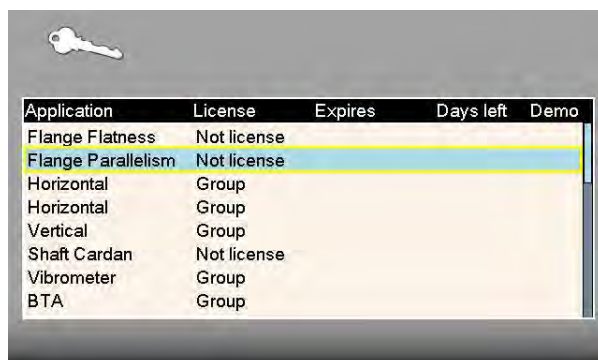 Application License Expires Days left Demo
Flange Flatness Not license
Flange Parallelism Not license
Horizontal Group
Horizontal Group
Vertical Group
Shaft Cardan Not license
Vibrometer Group
BTA Group